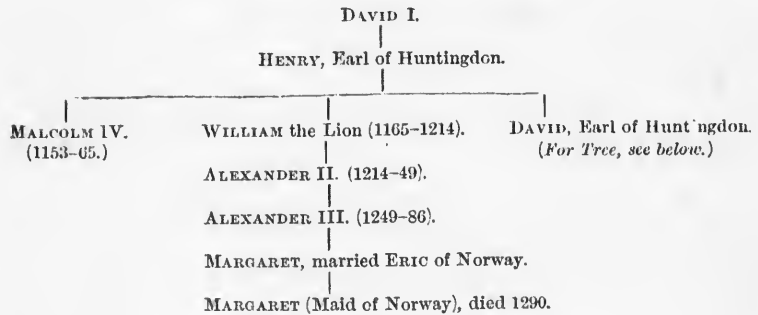 DAVID I.
HENRY, Earl of Huntingdon.
MALCOLM IV. WILLIAM the Lion (1165–1214). DAVID, Earl of Hunt ngdon.
(1153–65.) (For Tree, see below.)
ALEXANDER II. (1214–49).
ALEXANDER III. (1249–86).
MARGARET, married ERIC of Norway.
MARGARET (Maid of Norway), died 1290.